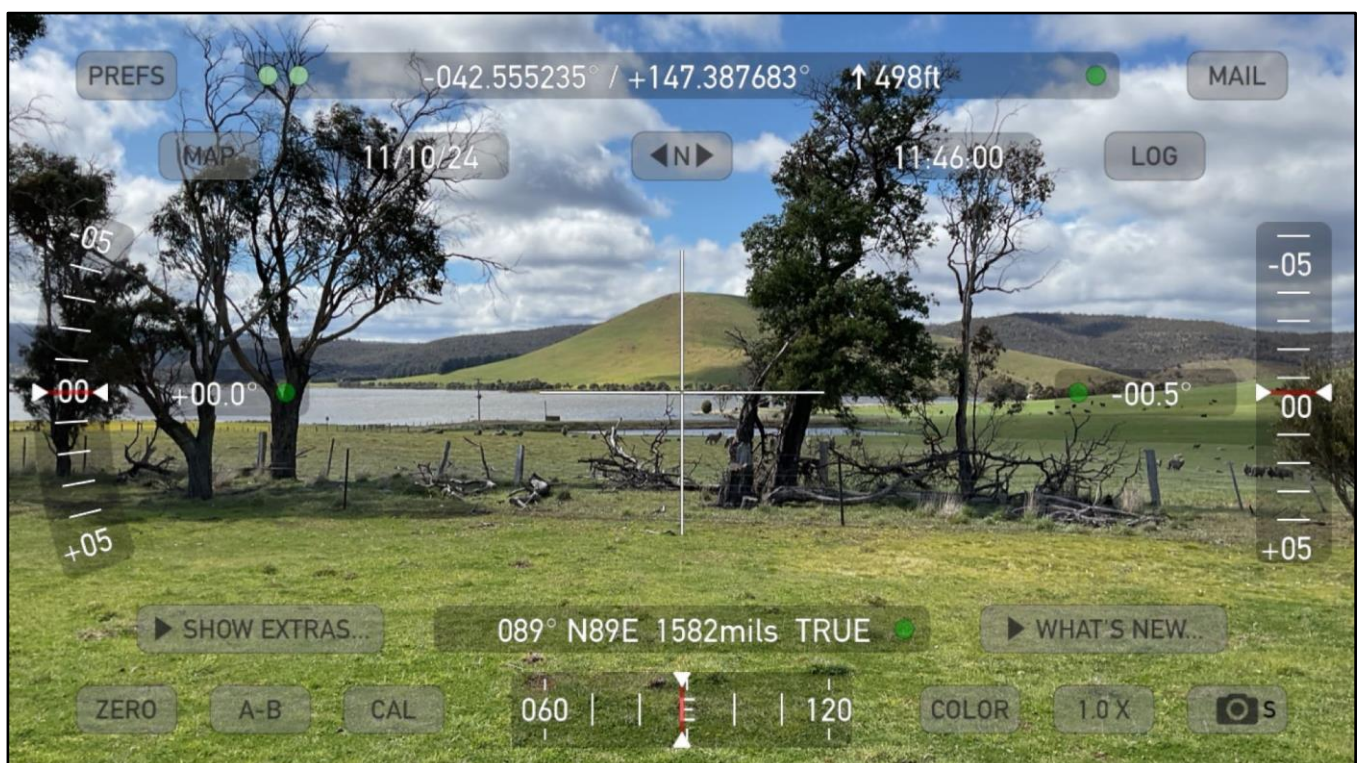 PREFS -042.555235° / +147.387683° ↑ 498ft MAIL
MAP 11/10/24 ◀N▶ 11:46:00 LOG
-05 -05
00 +00.0° -00.5° 00
+05 +05
▶ SHOW EXTRAS... 089° N89E 1582mils TRUE ▶ WHAT'S NEW...
ZERO A-B CAL 060 E 120 COLOR 1.0 X S